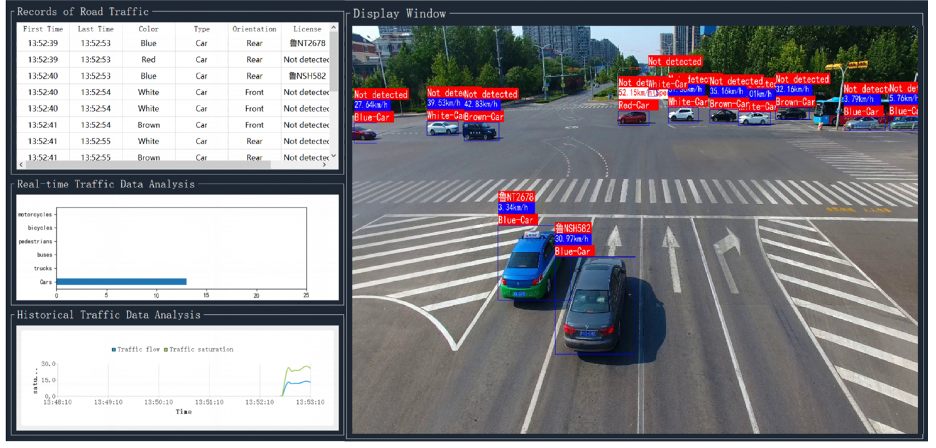 Records of Road Traffic
First Time Last Time Color Type Orientation License
13:52:39 13:52:53 Blue Car Rear 鲁NT2678
13:52:39 13:52:53 Red Car Rear Not detected
13:52:40 13:52:53 Blue Car Rear 鲁NSH582
13:52:40 13:52:54 White Car Front Not detected
13:52:40 13:52:54 White Car Front Not detected
13:52:41 13:52:54 Brown Car Front Not detected
13:52:41 13:52:55 White Car Rear Not detected
13:52:41 13:52:55 Brown Car Rear Not detected
Real-time Traffic Data Analysis
motorcycles
bicycles
pedestrians
buses
trucks
Cars
0 5 10 15 20 25
Historical Traffic Data Analysis
Traffic flow Traffic saturation
30.0
15.0
0.0
satu...
13:48:10 13:49:10 13:50:10 13:51:10 13:52:10 13:53:10
Time
Display Window
Not detected
27.64km/h
Blue-Car
Not detected
39.63km/h
White-Car
Not detected
42.83km/h
Brown-Car
Not detected
Not detected
52.16km/h
Red-Car
White-Car
White-Car
Not detected
35.16km/h
Brown-Car
Not detected
32.16km/h
Brown-Car
Not detected
3.79km/h
Blue-Car
Not
5.76km/h
Blue-Car
鲁NT2678
3.34km/h
Blue-Car
鲁NSH582
30.97km/h
Blue-Car